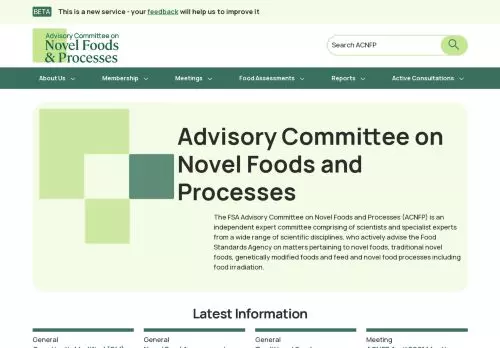 BETA This is a new service - your feedback will help us to improve it
Advisory Committee on
Novel Foods
& Processes
Search ACNFP
About Us Membership Meetings Food Assessments Reports Active Consultations
Advisory Committee on
Novel Foods and
Processes
The FSA Advisory Committee on Novel Foods and Processes (ACNFP) is an
independent expert committee comprising of scientists and specialist experts
from a wide range of scientific disciplines, who actively advise the Food
Standards Agency on matters pertaining to novel foods, traditional novel
foods, genetically modified foods and feed and novel food processes including
food irradiation.
Latest Information
General General General Meeting